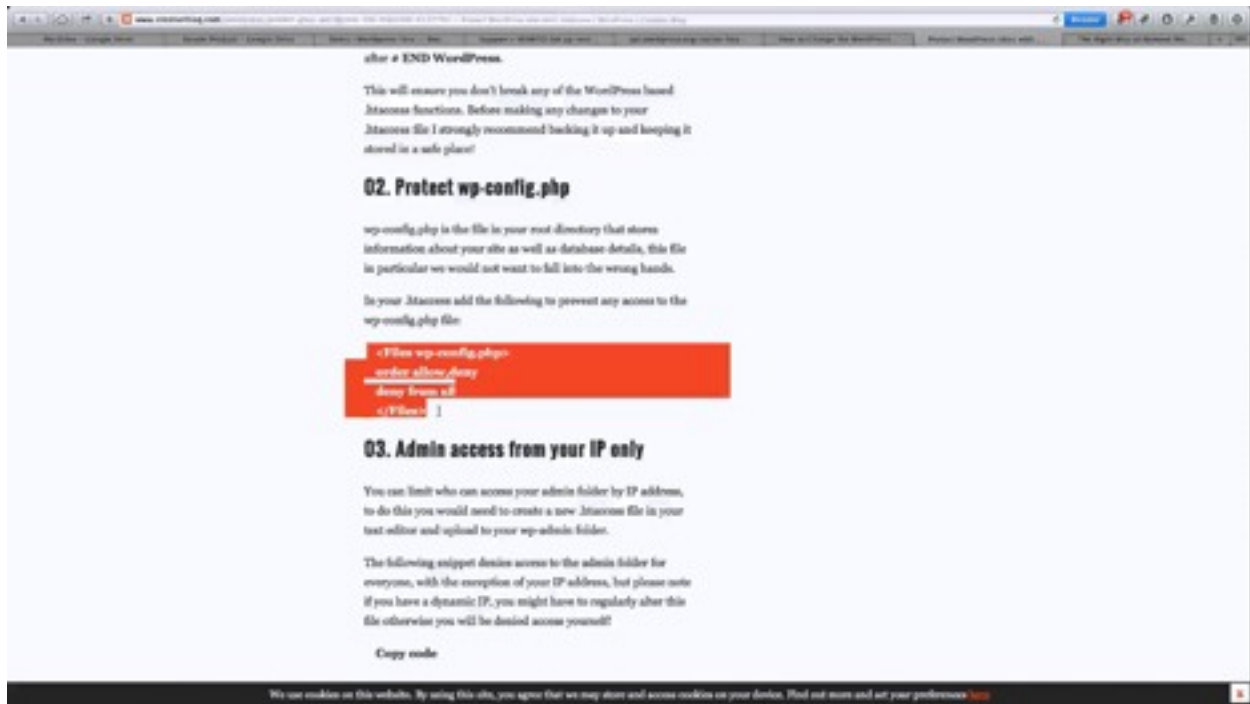 after # END WordPress.
This will ensure you don't break any of the WordPress based
.htaccess functions. Before making any changes to your
.htaccess file I strongly recommend backing it up and keeping it
stored in a safe place!
02. Protect wp-config.php
wp-config.php is the file in your root directory that stores
information about your site as well as database details, this file
in particular we would not want to fall into the wrong hands.
In your .htaccess add the following to prevent any access to the
wp-config.php file:
<Files wp-config.php>
order allow,deny
deny from all
</Files>
03. Admin access from your IP only
You can limit who can access your admin folder by IP address,
to do this you would need to create a new .htaccess file in your
text editor and upload to your wp-admin folder.
The following snippet denies access to the admin folder for
everyone, with the exception of your IP address, but please note
if you have a dynamic IP, you might have to regularly alter this
file otherwise you will be denied access yourself!
Copy code
We use cookies on this website. By using this site, you agree that we may store and access cookies on your device. Find out more and set your preferences here